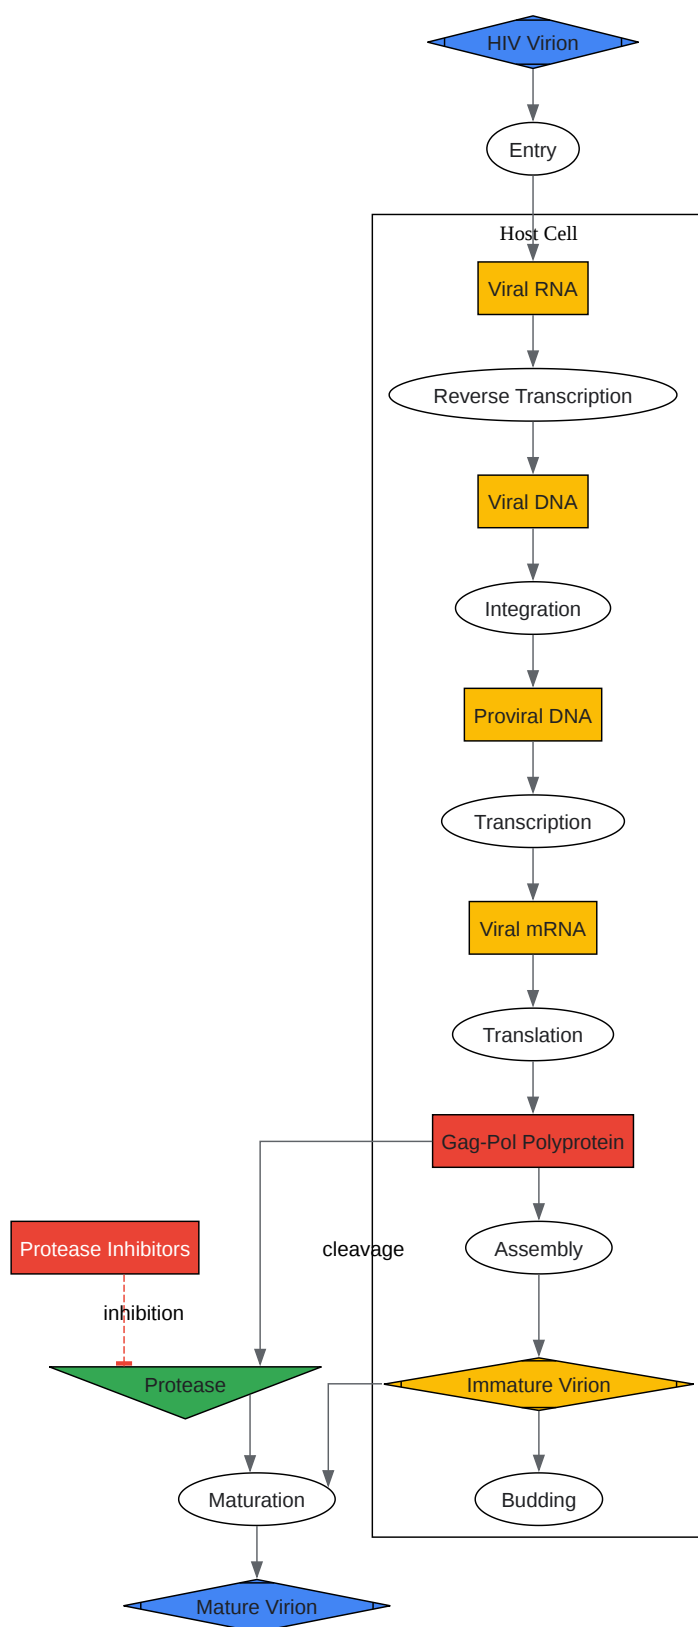 HIV Virion
Entry
Host Cell
Viral RNA
Reverse Transcription
Viral DNA
Integration
Proviral DNA
Transcription
Viral mRNA
Translation
Gag-Pol Polyprotein
Protease Inhibitors
cleavage
Assembly
inhibition
Protease
Immature Virion
Maturation
Budding
Mature Virion